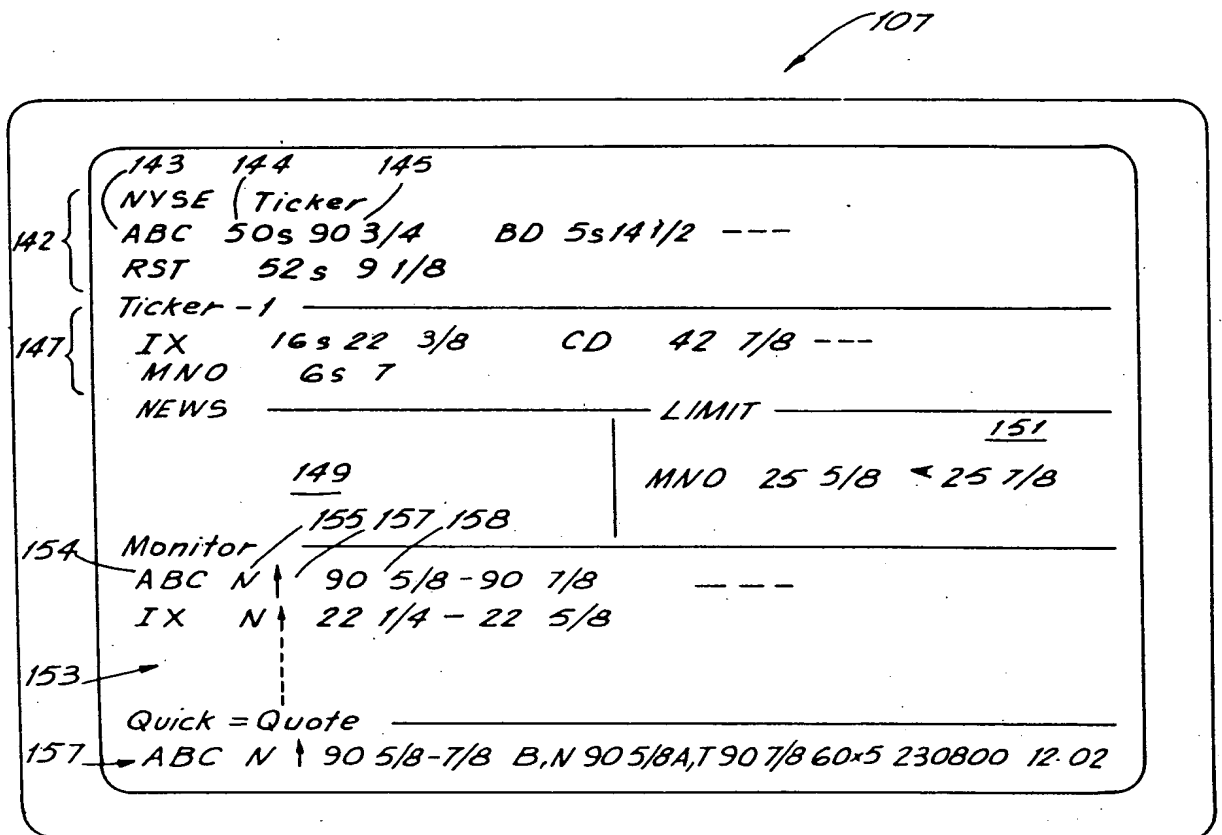 107
143 144 145
NYSE Ticker
142 ABC 50s 90 3/4 BD 5s14 1/2 ---
RST 52s 9 1/8
Ticker-1
147 IX 16s 22 3/8 CD 42 7/8 ---
MNO 6s 7
NEWS LIMIT
151
149 MNO 25 5/8 25 7/8
155 157 158
154 Monitor
ABC N ↑ 90 5/8-90 7/8 ---
IX N ↑ 22 1/4 - 22 5/8
153
Quick = Quote
157 ABC N ↑ 90 5/8-7/8 B,N 90 5/8A,T 90 7/8 60x5 230800 12.02